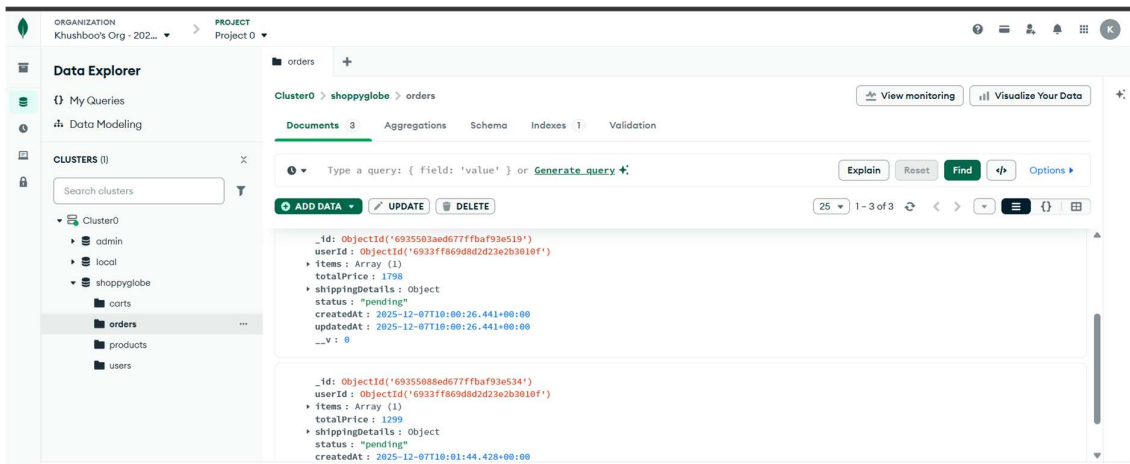 ORGANIZATION
Khushboo's Org - 202...
PROJECT
Project 0
K
Data Explorer
{} My Queries
Data Modeling
CLUSTERS (1)
Search clusters
Cluster0
admin
local
shoppyglobe
carts
orders
products
users
orders
Cluster0 > shoppyglobe > orders
View monitoring
Visualize Your Data
Documents 3 Aggregations Schema Indexes 1 Validation
Type a query: { field: 'value' } or Generate query
Explain Reset Find </> Options
ADD DATA UPDATE DELETE
25 1 - 3 of 3 {}
_id: ObjectId('6935503aed677ffbaf93e519')
userId : ObjectId('6933ff869d8d2d23e2b3010f')
items : Array (1)
totalPrice : 1798
shippingDetails : Object
status : "pending"
createdAt : 2025-12-07T10:00:26.441+00:00
updatedAt : 2025-12-07T10:00:26.441+00:00
__v : 0
_id: ObjectId('69355088ed677ffbaf93e534')
userId : ObjectId('6933ff869d8d2d23e2b3010f')
items : Array (1)
totalPrice : 1299
shippingDetails : Object
status : "pending"
createdAt : 2025-12-07T10:01:44.428+00:00